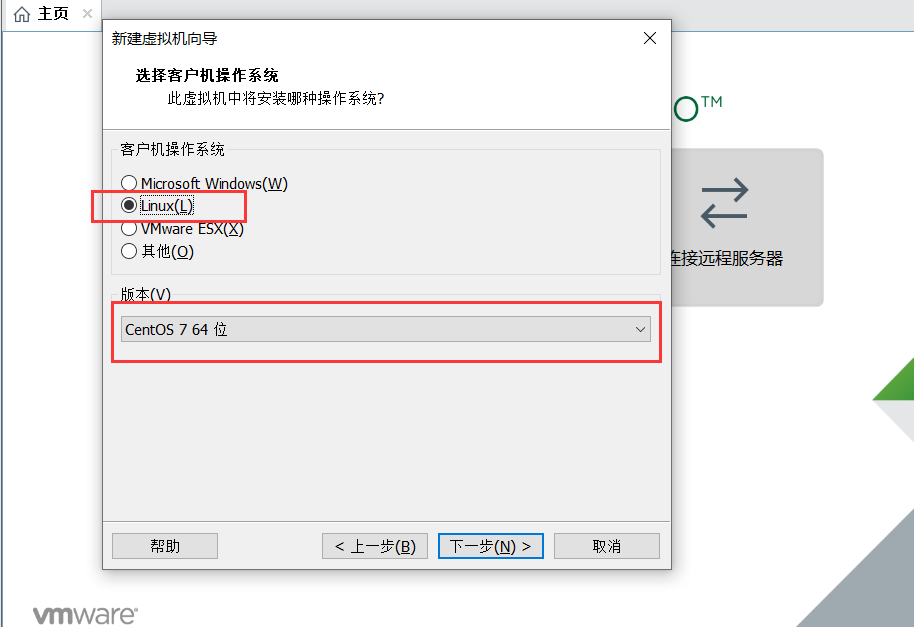 主页
新建虚拟机向导
选择客户机操作系统
此虚拟机中将安装哪种操作系统?
O™
客户机操作系统
Microsoft Windows(W)
Linux(L)
VMware ESX(X)
其他(O)
连接远程服务器
版本(V)
CentOS 7 64 位
帮助
< 上一步(B)
下一步(N) >
取消
vmware